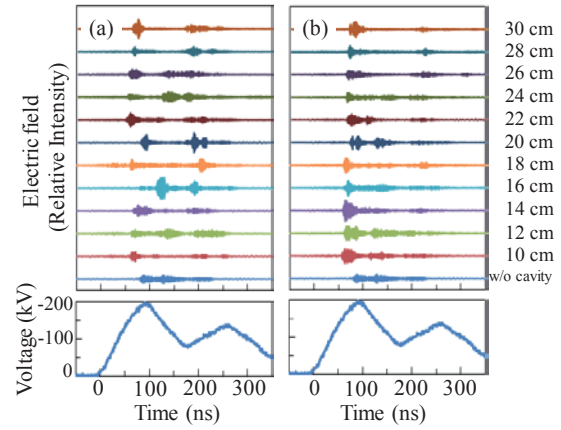 (a)
(b)
Electric field
(Relative Intensity)
30 cm
28 cm
26 cm
24 cm
22 cm
20 cm
18 cm
16 cm
14 cm
12 cm
10 cm
w/o cavity
Voltage (kV)
-200
-100
0
0 100 200 300
0 100 200 300
Time (ns)
Time (ns)